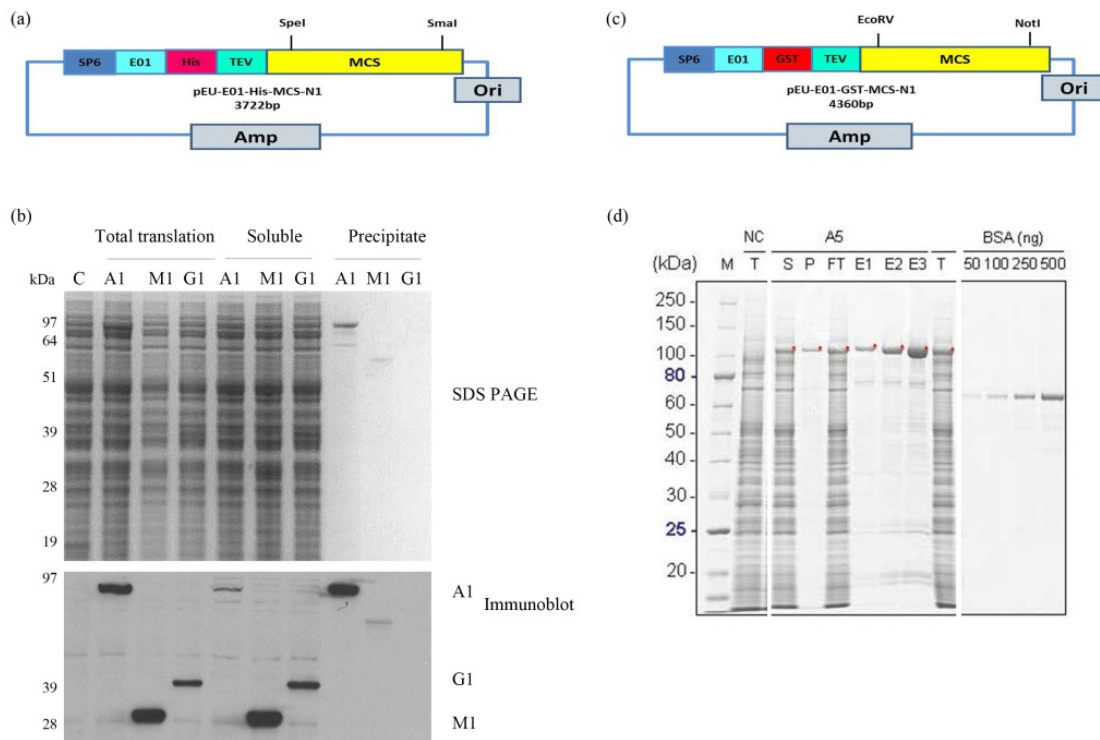 (a)
SpeI SmaI
SP6 E01 His TEV MCS
pEU-E01-His-MCS-N1
3722bp
Ori
Amp
(c)
EcoRV NotI
SP6 E01 GST TEV MCS
pEU-E01-GST-MCS-N1
4360bp
Ori
Amp
(b)
Total translation Soluble Precipitate
kDa C A1 M1 G1 A1 M1 G1 A1 M1 G1
97
64
51
39
28
19
SDS PAGE
97
39
28
A1
Immunoblot
G1
M1
(d)
NC A5 BSA (ng)
(kDa) M T S P FT E1 E2 E3 T 50 100 250 500
250 -
150 -
100 -
80 -
60 -
50 -
40 -
30 -
25 -
20 -